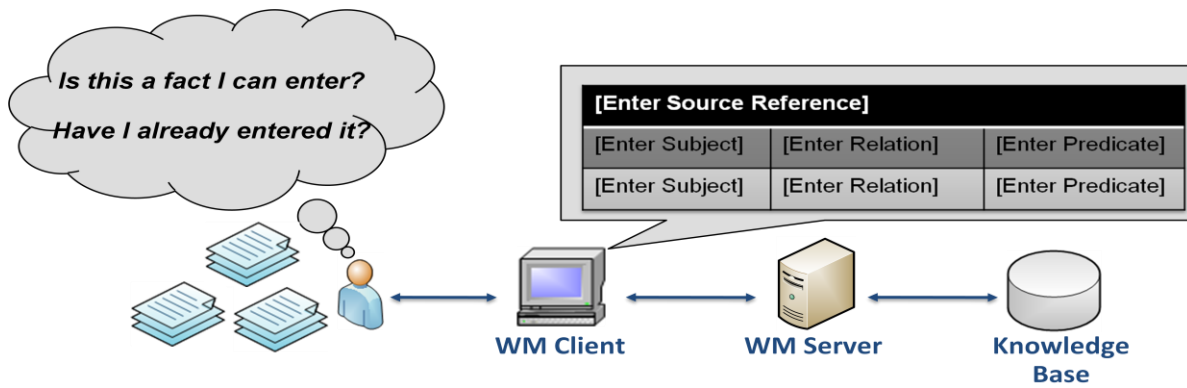 Is this a fact I can enter?
Have I already entered it?
[Enter Source Reference]
[Enter Subject] [Enter Relation] [Enter Predicate]
[Enter Subject] [Enter Relation] [Enter Predicate]
WM Client
WM Server
Knowledge
Base